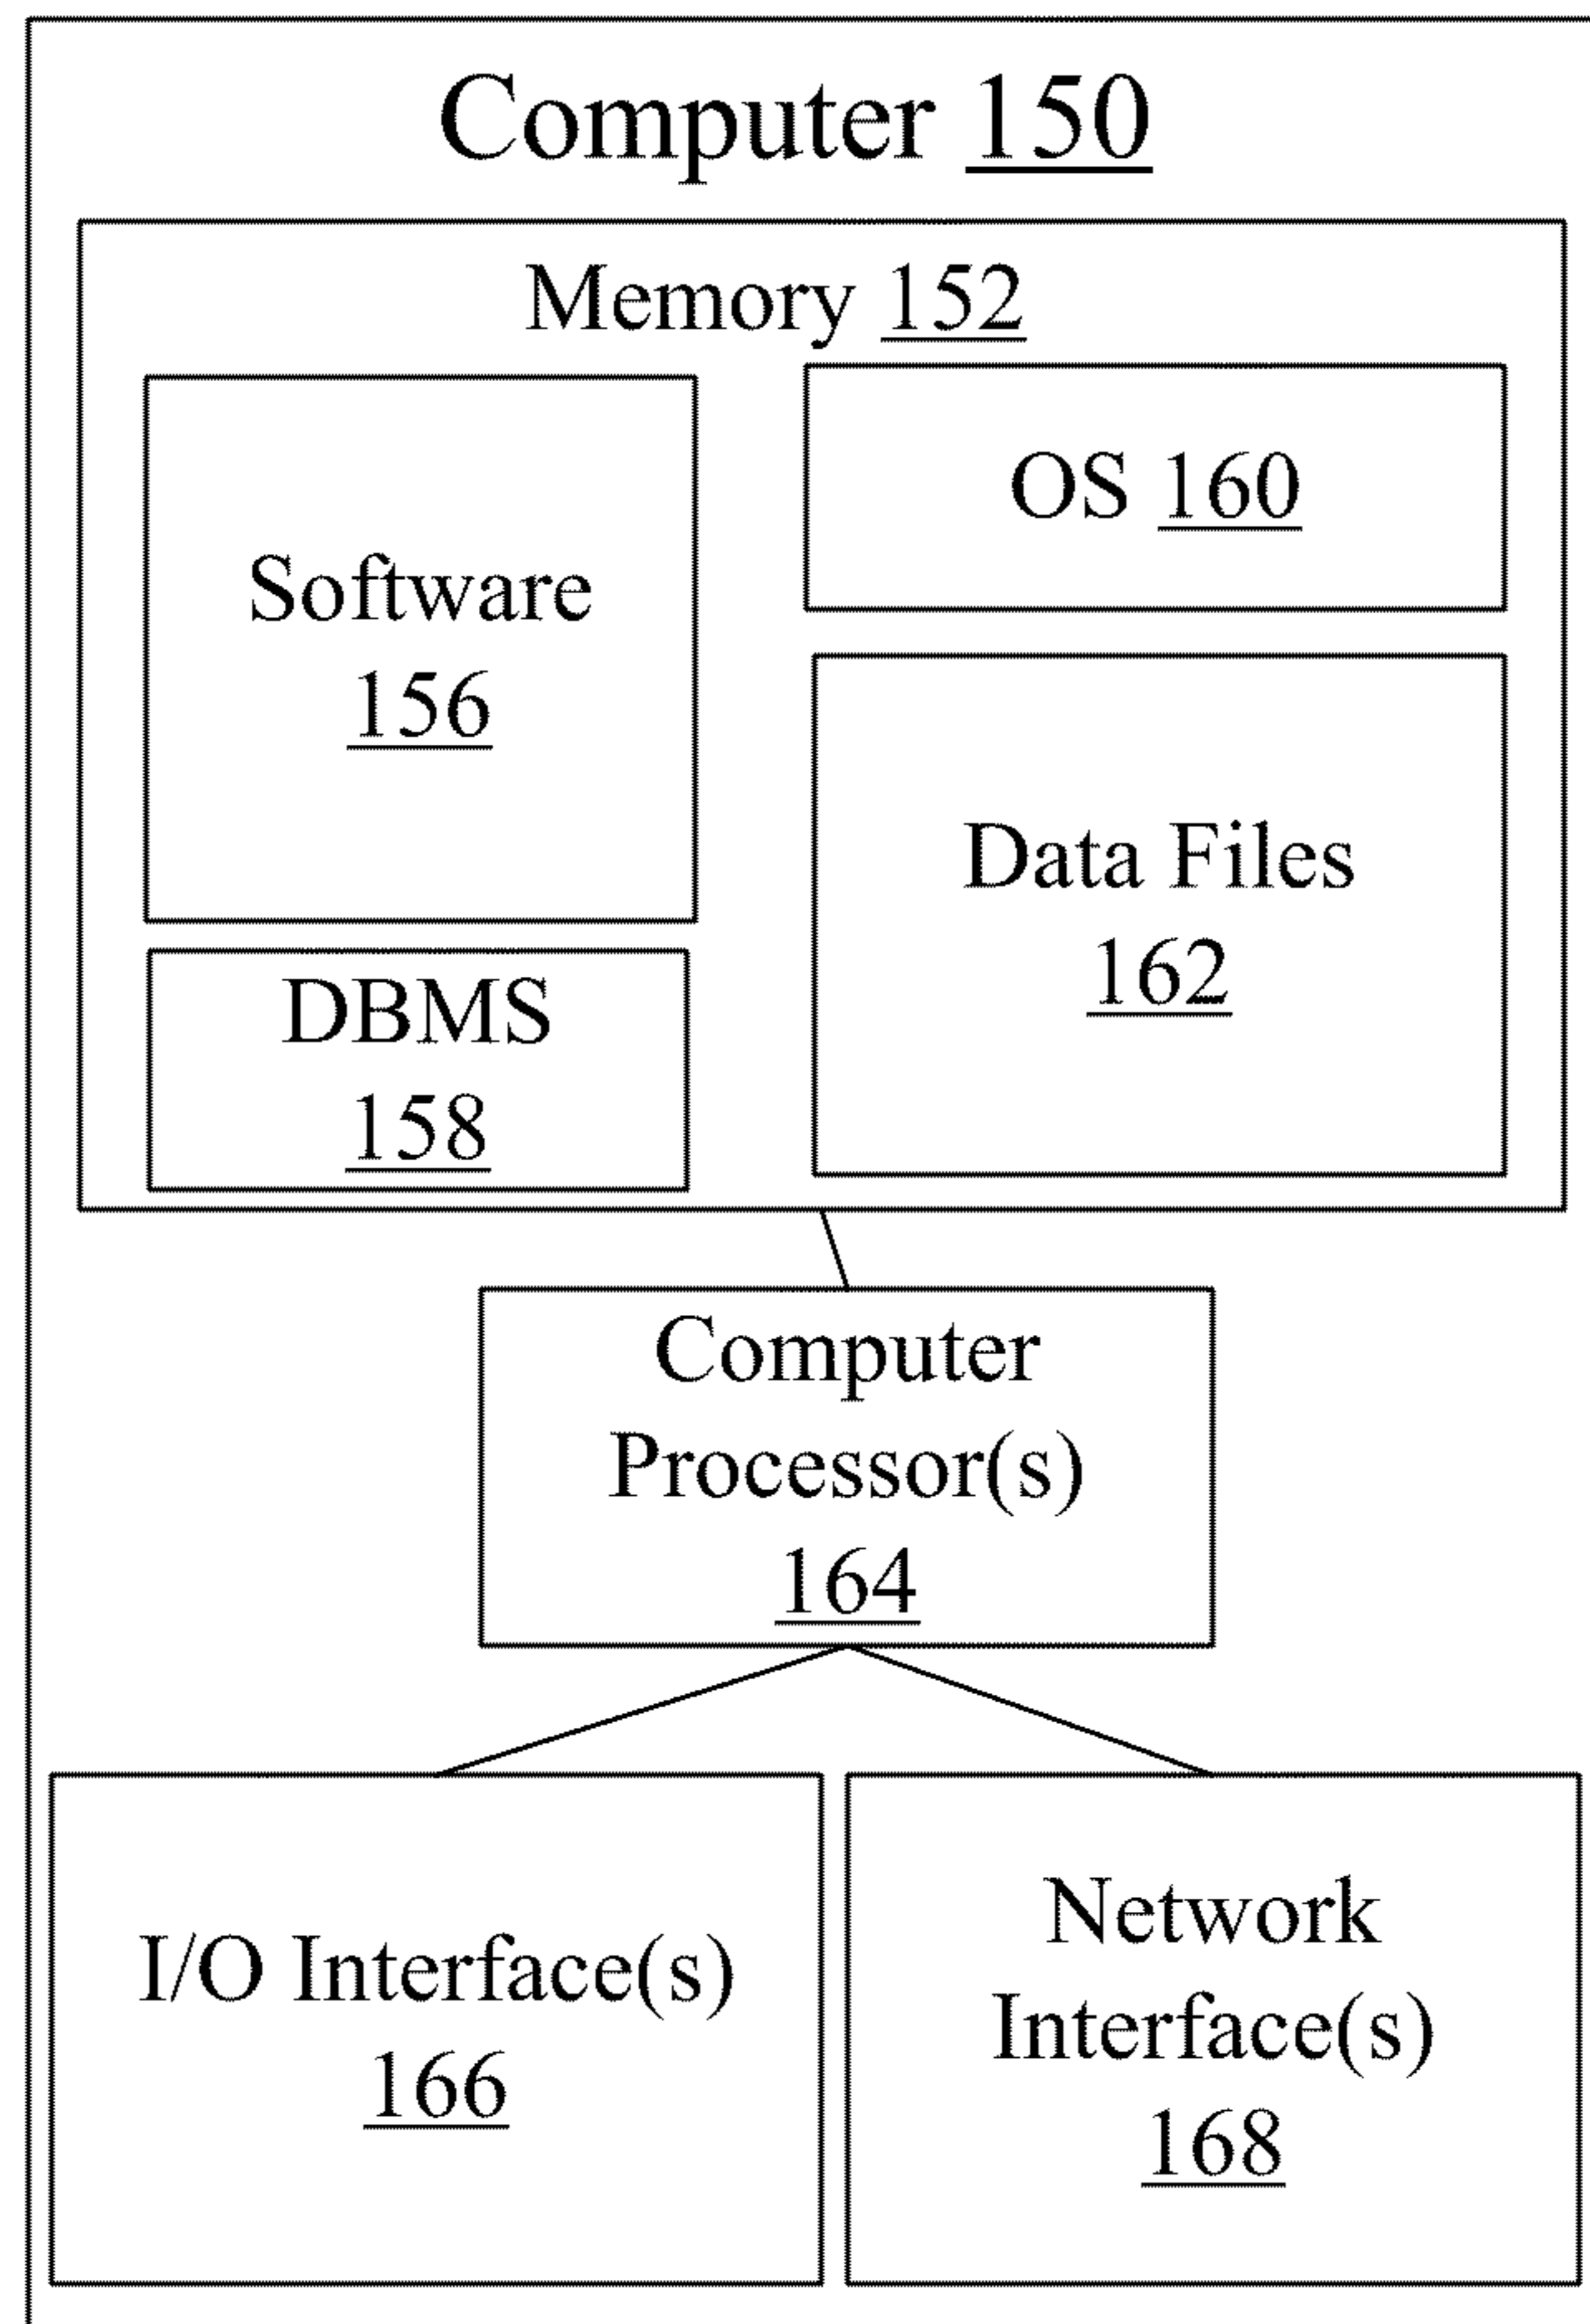 Computer 150
Memory 152
Software
156
OS 160
DBMS
158
Data Files
162
Computer
Processor(s)
164
I/O Interface(s)
166
Network
Interface(s)
168